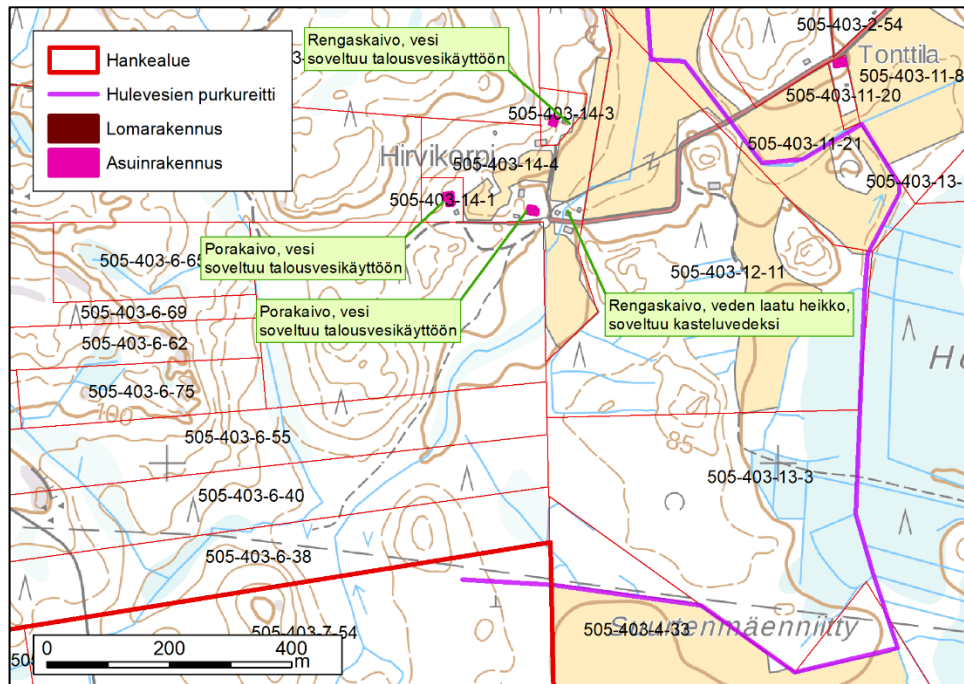 Hankealue
Hulevesien purkureitti
Lomarakennus
Asuinrakennus
Rengaskaivo, vesi
soveltuu talousvesikäyttöön
505-403-2-54
Tonttila
505-403-11-8
505-403-11-20
505-403-14-3
505-403-11-21
Hirvikorpi
505-403-14-4
505-403-13-
505-403-14-1
Porakaivo, vesi
soveltuu talousvesikäyttöön
505-403-6-65
505-403-12-11
Porakaivo, vesi
soveltuu talousvesikäyttöön
Rengaskaivo, veden laatu heikko,
soveltuu kasteluvedeksi
505-403-6-69
505-403-6-62
505-403-6-75
100
505-403-6-55
85
505-403-13-3
505-403-6-40
505-403-6-38
505-403-7-54
505-403-4-33
0 200 400
m